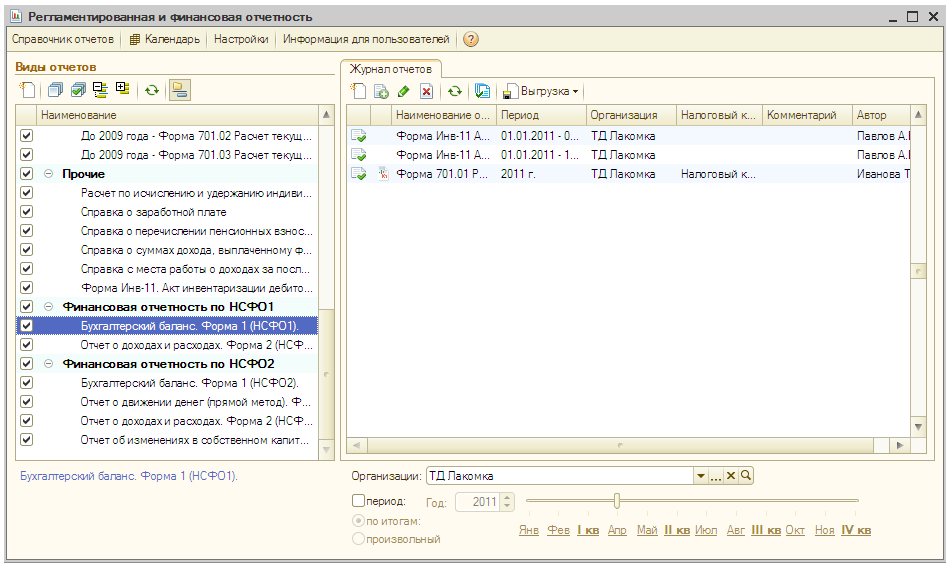 Регламентированная и финансовая отчетность
Справочник отчетов Календарь Настройки Информация для пользователей ?
Виды отчетов
Наименование
До 2009 года - Форма 701.02 Расчет текущ...
До 2009 года - Форма 701.03 Расчет текущ...
Прочие
Расчет по исчислению и удержанию индиви...
Справка о заработной плате
Справка о перечислении пенсионных взнос...
Справка о суммах дохода, выплаченному ф...
Справка с места работы о доходах за посл...
Форма Инв-11. Акт инвентаризации дебито...
Финансовая отчетность по НСФО1
Бухгалтерский баланс. Форма 1 (НСФО1).
Отчет о доходах и расходах. Форма 2 (НСФ...
Финансовая отчетность по НСФО2
Бухгалтерский баланс. Форма 1 (НСФО2).
Отчет о движении денег (прямой метод). Ф...
Отчет о доходах и расходах. Форма 2 (НСФ...
Отчет об изменениях в собственном капит...
Бухгалтерский баланс. Форма 1 (НСФО1).
Журнал отчетов
Выгрузка
Наименование о... Период Организация Налоговый к... Комментарий Автор
Форма Инв-11 А... 01.01.2011 - 0... ТД Лакомка Павлов А.
Форма Инв-11 А... 01.01.2011 - 1... ТД Лакомка Павлов А.
Форма 701.01 Р... 2011 г. ТД Лакомка Налоговый к... Иванова Т
Организации: ТД Лакомка ...
период: Год: 2011
по итогам:
произвольный
Янв Фев I кв Апр Май II кв Июл Авг III кв Окт Ноя IV кв